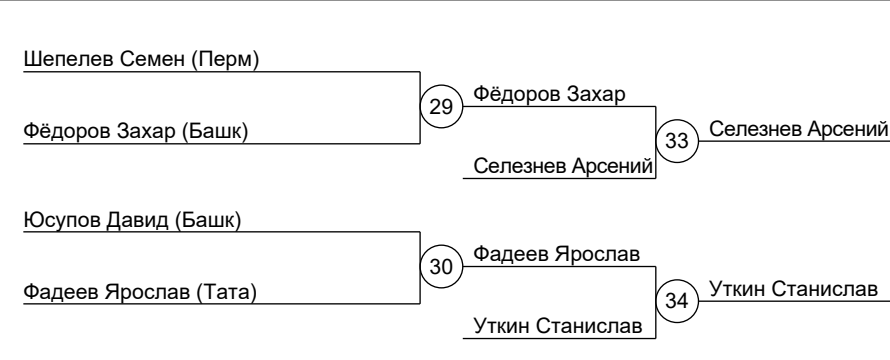 Шепелев Семен (Перм)
29
Фёдоров Захар
Фёдоров Захар (Башк)
33
Селезнев Арсений
Селезнев Арсений
Юсупов Давид (Башк)
30
Фадеев Ярослав
Фадеев Ярослав (Тата)
34
Уткин Станислав
Уткин Станислав